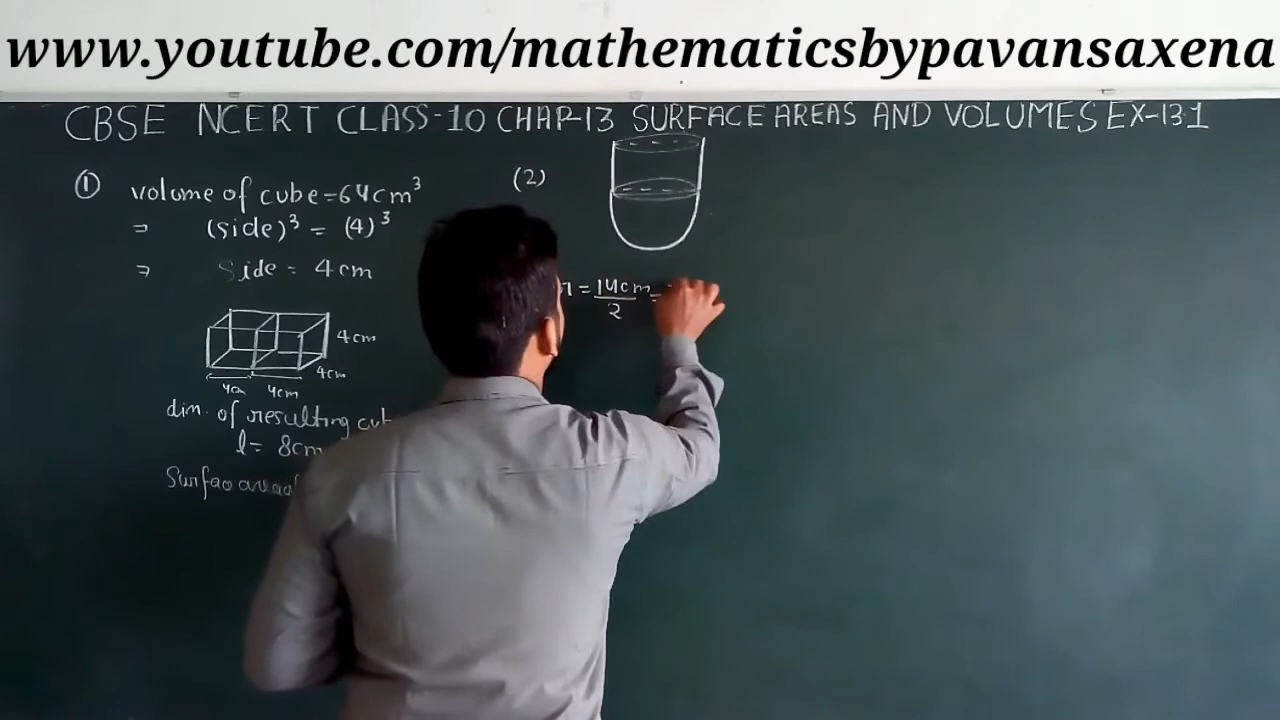 www.youtube.com/mathematicsbypavansaxena
CBSE NCERT CLASS-10 CHAP-13 SURFACE AREAS AND VOLUMES EX-13.1
① volume of cube=64cm³
⇒ (side)³ = (4)³
⇒ Side = 4cm
4cm
4cm
4cm 4cm
dim. of resulting
l= 8cm
(2)
r = 14cm/2 =